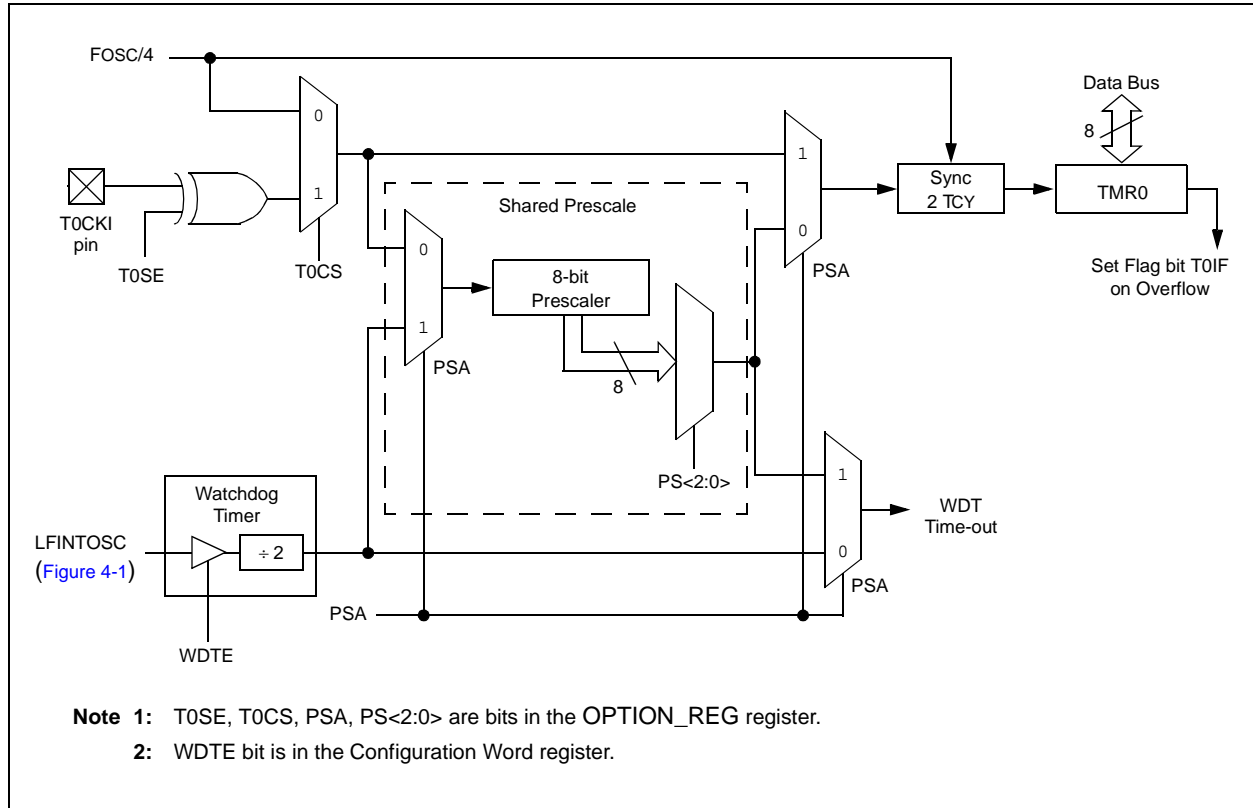 FOSC/4
Data Bus
8
0
1
T0CKI
pin
T0SE
T0CS
Shared Prescale
0
1
PSA
8-bit
Prescaler
8
PS<2:0>
1
0
PSA
Sync
2 TCY
TMR0
Set Flag bit T0IF
on Overflow
Watchdog
Timer
LFINTOSC
(Figure 4-1)
÷ 2
WDTE
PSA
1
0
PSA
WDT
Time-out
Note 1: T0SE, T0CS, PSA, PS<2:0> are bits in the OPTION_REG register.
2: WDTE bit is in the Configuration Word register.